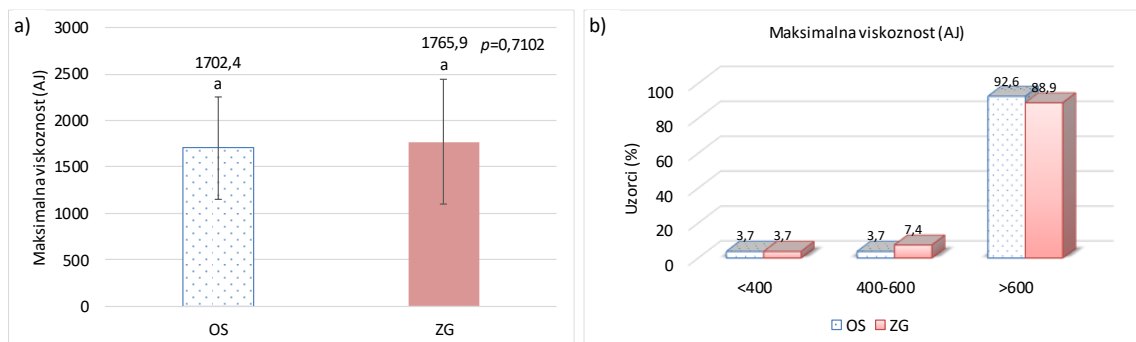 a)
Maksimalna viskoznost (AJ)
3000
2500
2000
1500
1000
500
0
1702,4
a
1765,9
a
p=0,7102
OS
ZG
b)
Maksimalna viskoznost (AJ)
Uzorci (%)
100
80
60
40
20
0
3,7
3,7
3,7
7,4
92,6
88,9
<400
400-600
>600
OS
ZG